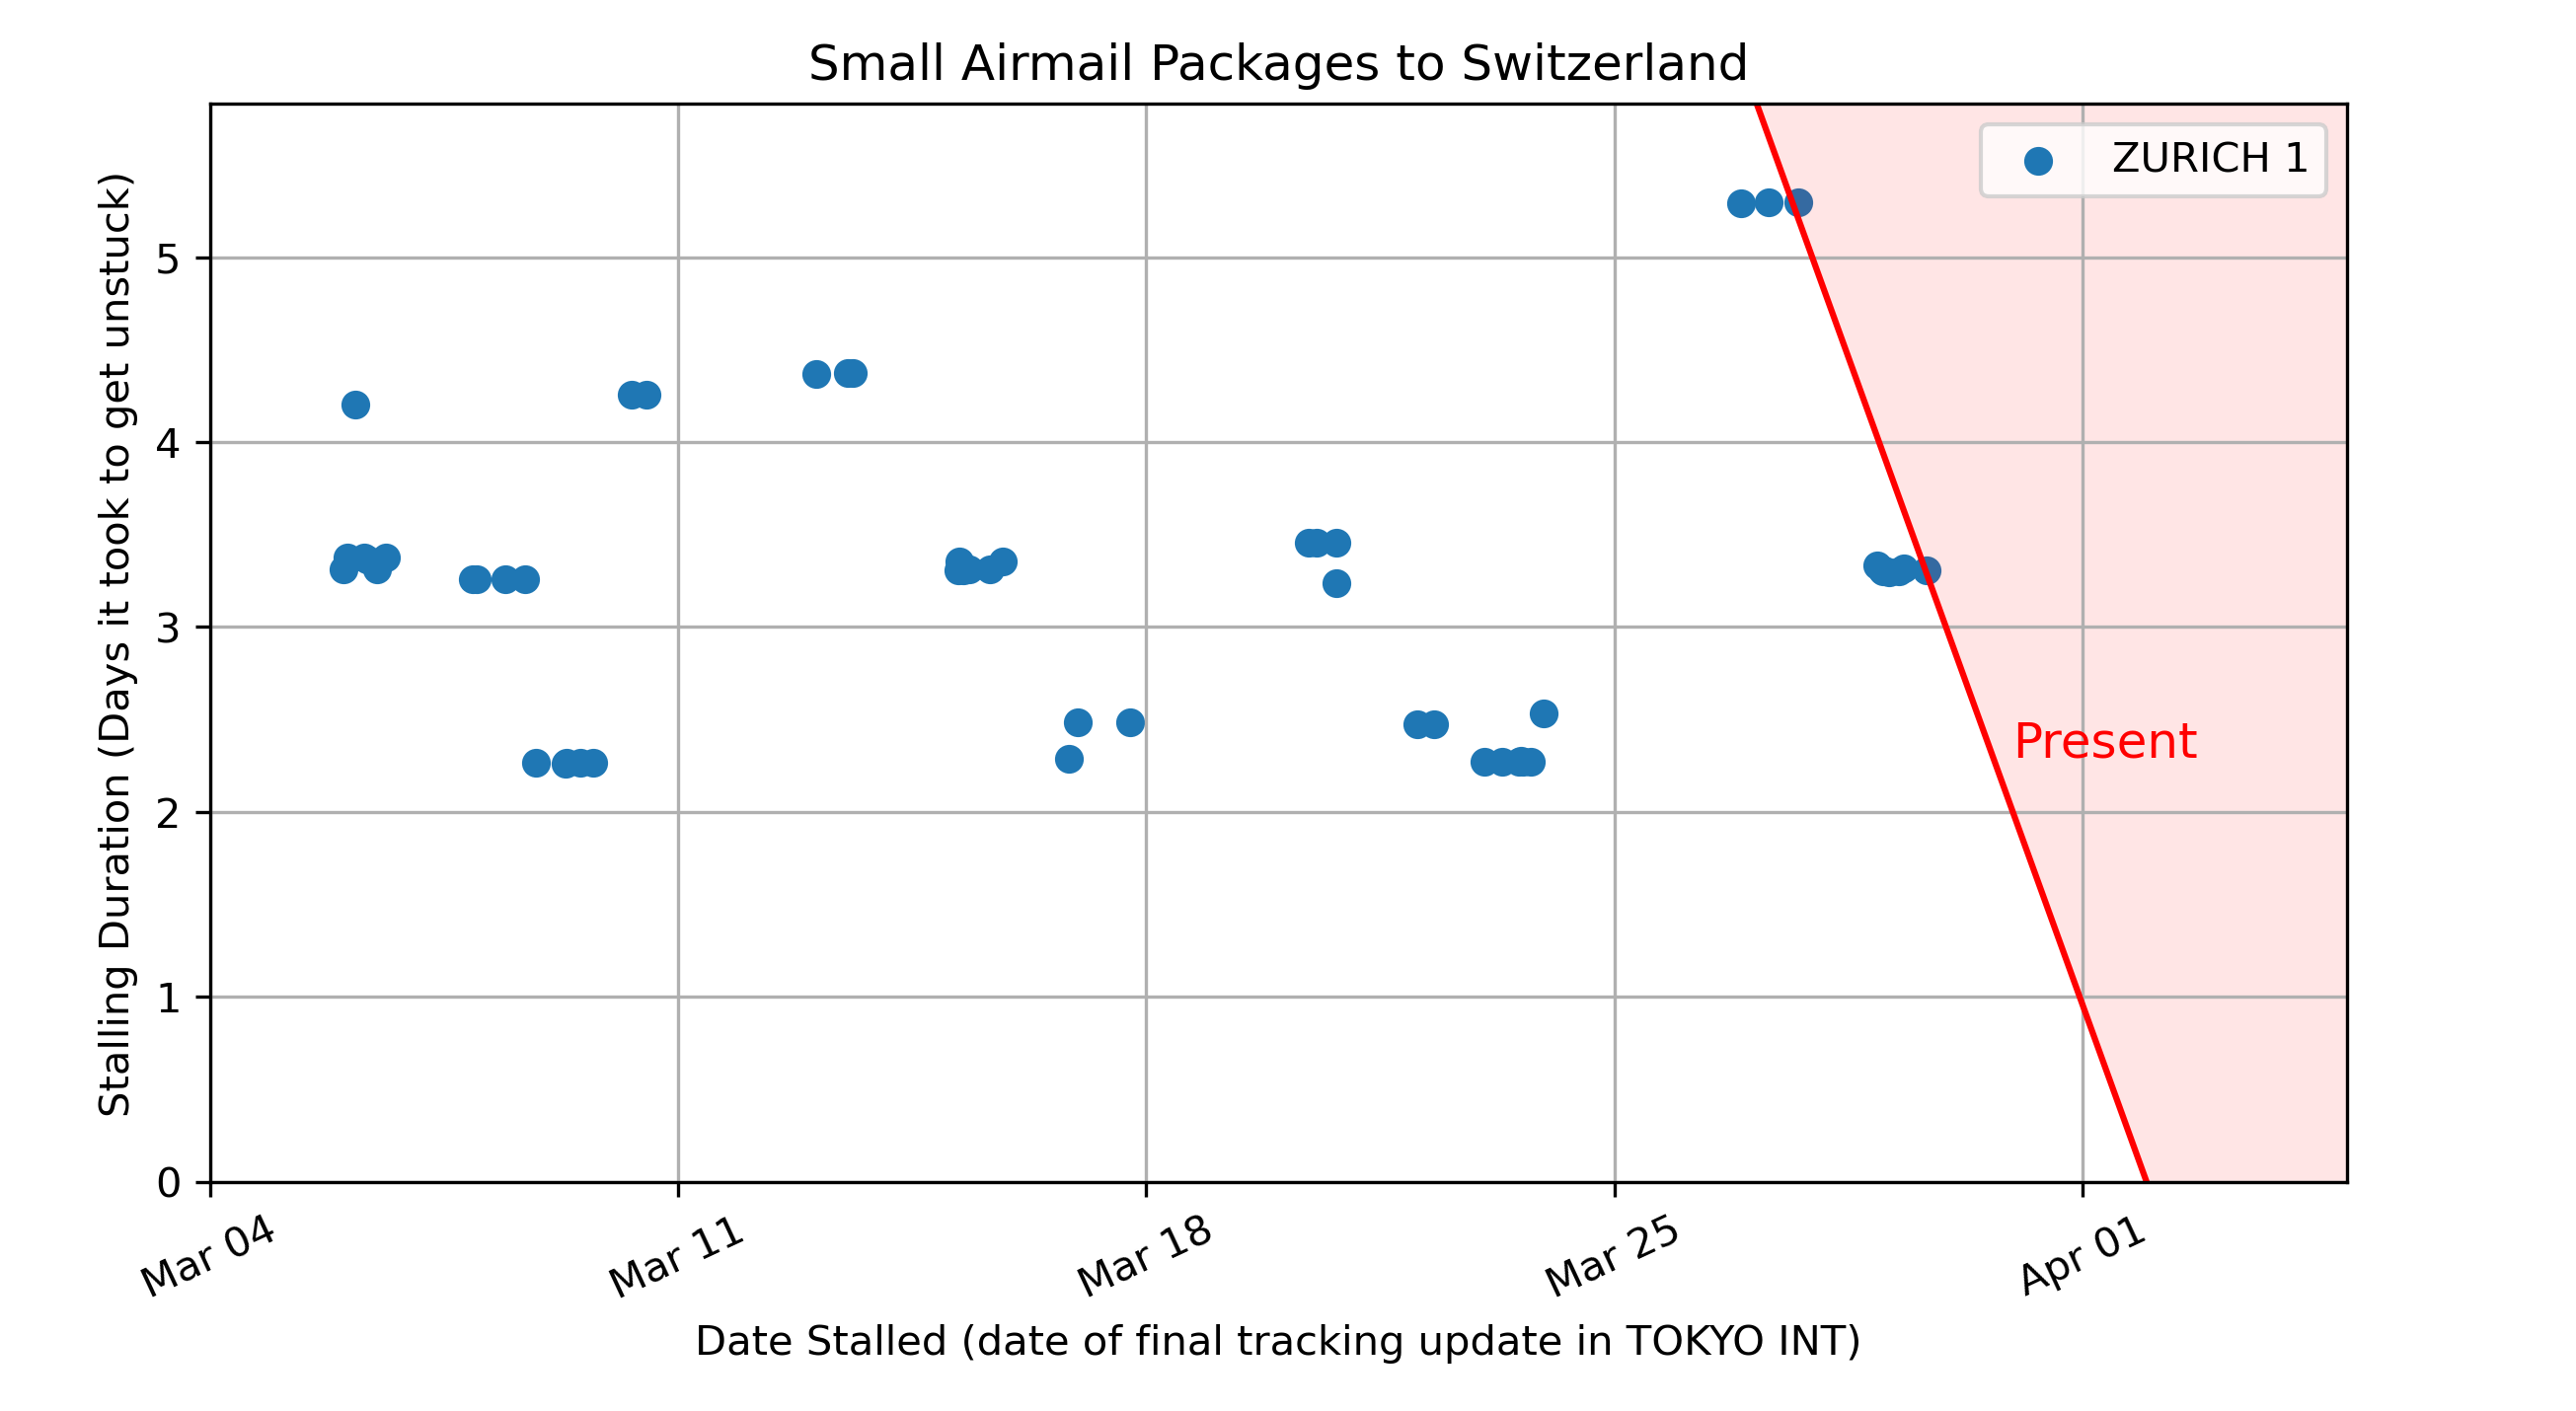 Small Airmail Packages to Switzerland
ZURICH 1
Stalling Duration (Days it took to get unstuck)
5
4
3
2
1
0
Present
Mar 04
Mar 11
Mar 18
Mar 25
Apr 01
Date Stalled (date of final tracking update in TOKYO INT)